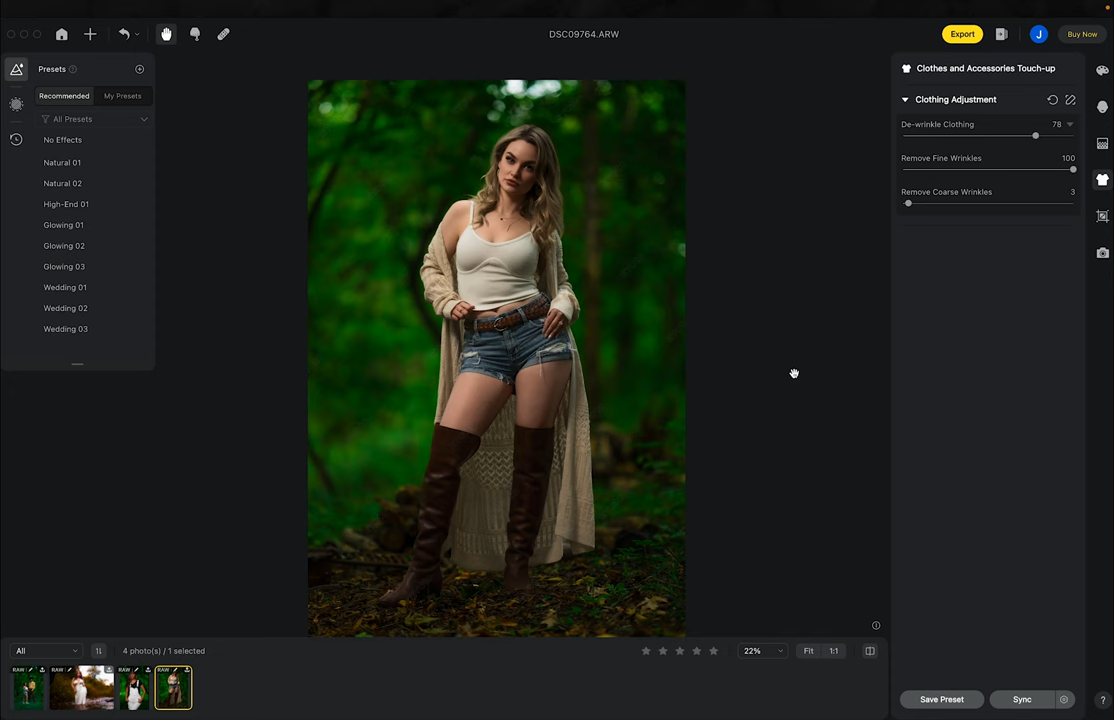 DSC09764.ARW
Export
J
Buy Now
Presets
Recommended
My Presets
All Presets
No Effects
Natural 01
Natural 02
High-End 01
Glowing 01
Glowing 02
Glowing 03
Wedding 01
Wedding 02
Wedding 03
Clothes and Accessories Touch-up
Clothing Adjustment
De-wrinkle Clothing 78
Remove Fine Wrinkles 100
Remove Coarse Wrinkles 3
All
4 photo(s) / 1 selected
22%
Fit
1:1
RAW
RAW
RAW
RAW
Save Preset
Sync
?